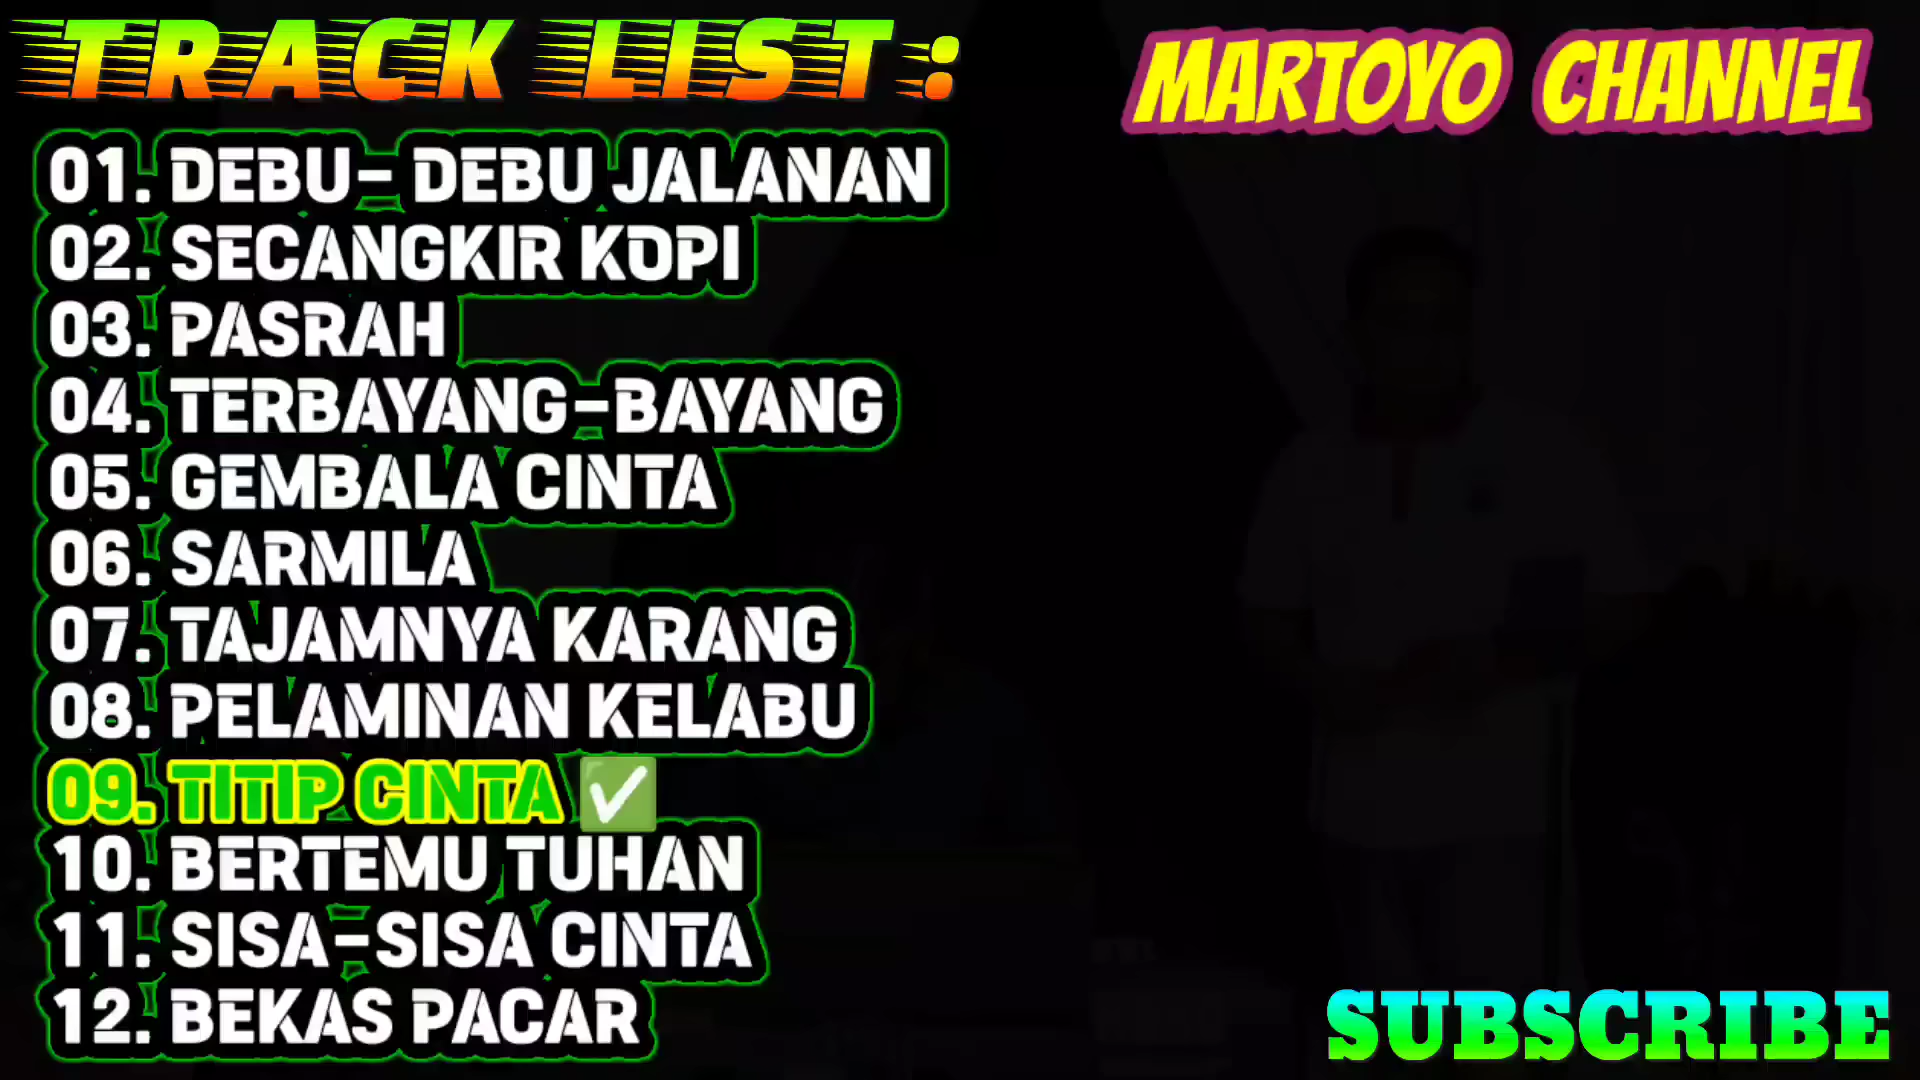 TRACK LIST:
MARTOYO CHANNEL
01. DEBU- DEBU JALANAN
02. SECANGKIR KOPI
03. PASRAH
04. TERBAYANG-BAYANG
05. GEMBALA CINTA
06. SARMILA
07. TAJAMNYA KARANG
08. PELAMINAN KELABU
09. TITIP CINTA ✅
10. BERTEMU TUHAN
11. SISA-SISA CINTA
12. BEKAS PACAR
SUBSCRIBE